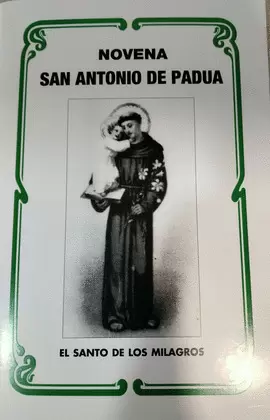 NOVENA
SAN ANTONIO DE PADUA
EL SANTO DE LOS MILAGROS